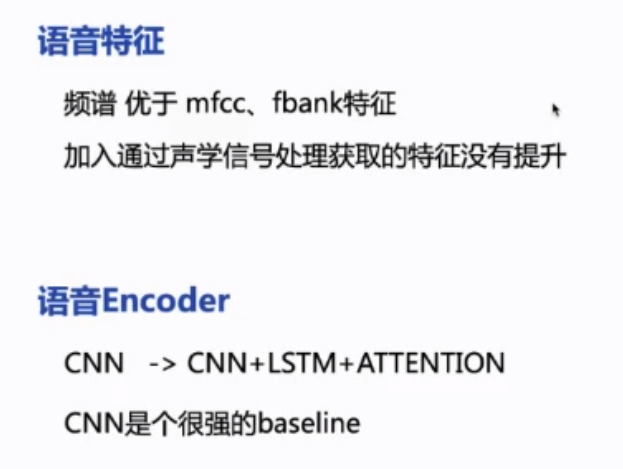 语音特征
频谱 优于 mfcc、fbank特征
加入通过声学信号处理获取的特征没有提升
语音Encoder
CNN -> CNN+LSTM+ATTENTION
CNN是个很强的baseline